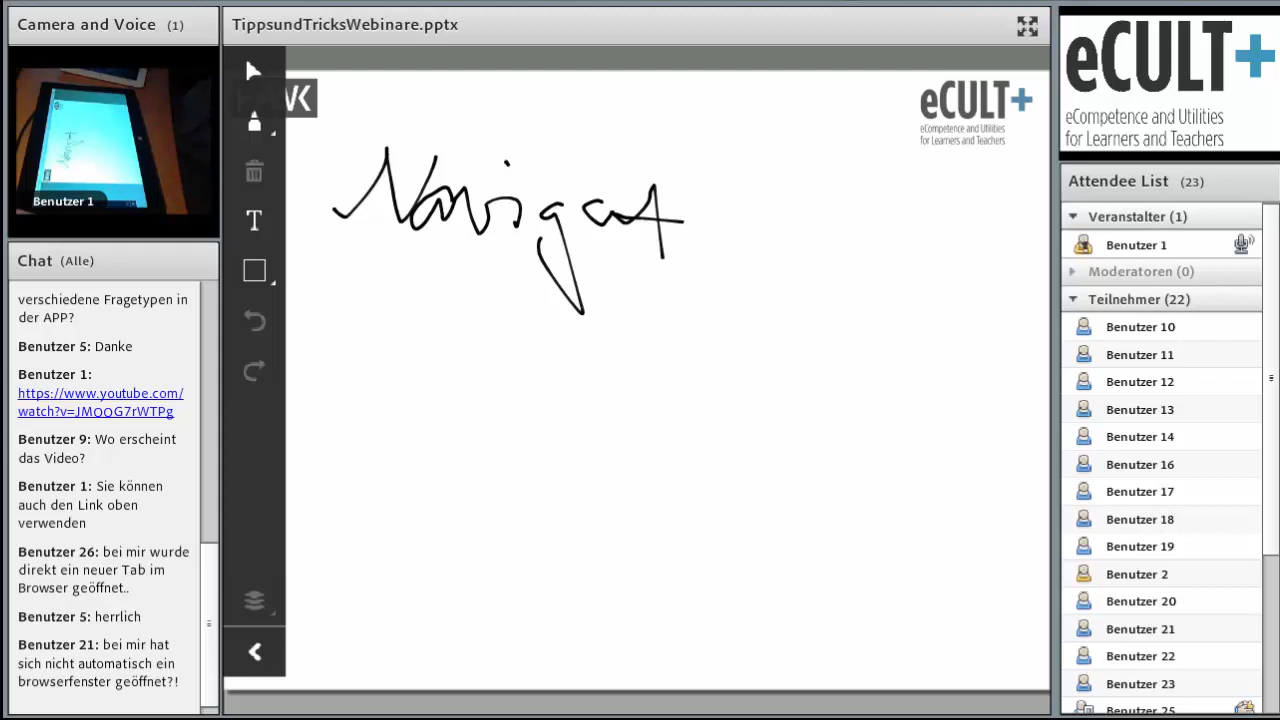 Camera and Voice (1)
Benutzer 1
Chat (Alle)
verschiedene Fragetypen in
der APP?
Benutzer 5: Danke
Benutzer 1:
https://www.youtube.com/
watch?v=JMOOG7rWTPg
Benutzer 9: Wo erscheint
das Video?
Benutzer 1: Sie können
auch den Link oben
verwenden
Benutzer 26: bei mir wurde
direkt ein neuer Tab im
Browser geöffnet..
Benutzer 5: herrlich
Benutzer 21: bei mir hat
sich nicht automatisch ein
browserfenster geöffnet?!
TippsundTricksWebinare.pptx
T
eCULT+
eCompetence and Utilities
for Learners and Teachers
Navigat
eCULT+
eCompetence and Utilities
for Learners and Teachers
Attendee List (23)
Veranstalter (1)
Benutzer 1
Moderatoren (0)
Teilnehmer (22)
Benutzer 10
Benutzer 11
Benutzer 12
Benutzer 13
Benutzer 14
Benutzer 16
Benutzer 17
Benutzer 18
Benutzer 19
Benutzer 2
Benutzer 20
Benutzer 21
Benutzer 22
Benutzer 23
Benutzer 25